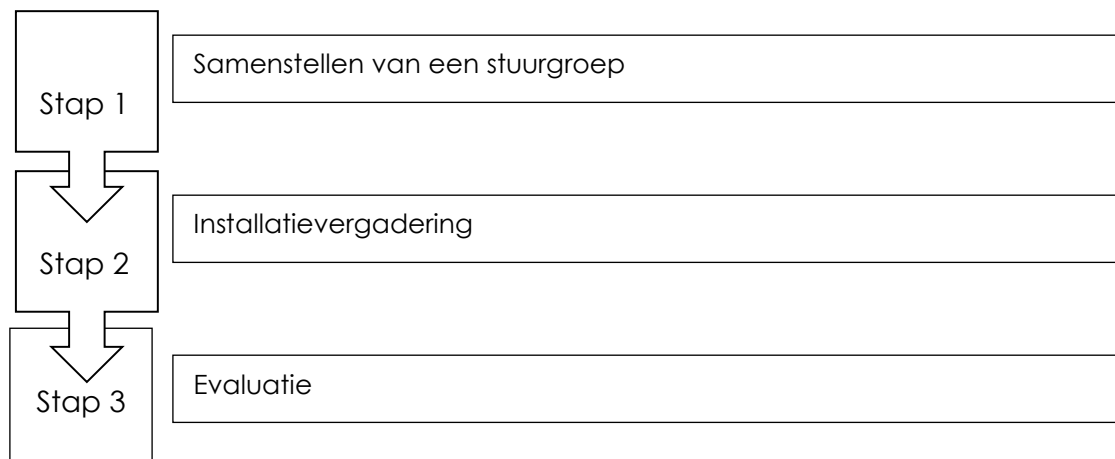 Stap 1
Samenstellen van een stuurgroep
Stap 2
Installatievergadering
Stap 3
Evaluatie